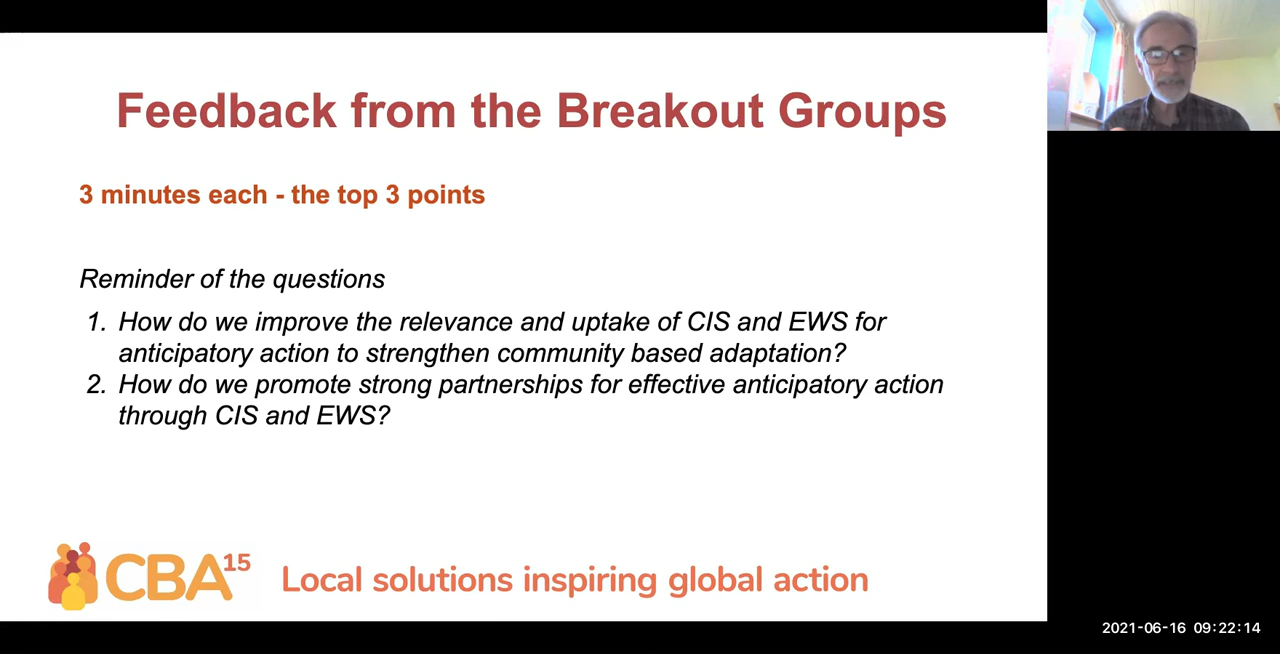 Feedback from the Breakout Groups
3 minutes each - the top 3 points
Reminder of the questions
1. How do we improve the relevance and uptake of CIS and EWS for
anticipatory action to strengthen community based adaptation?
2. How do we promote strong partnerships for effective anticipatory action
through CIS and EWS?
CBA15
Local solutions inspiring global action
2021-06-16 09:22:14